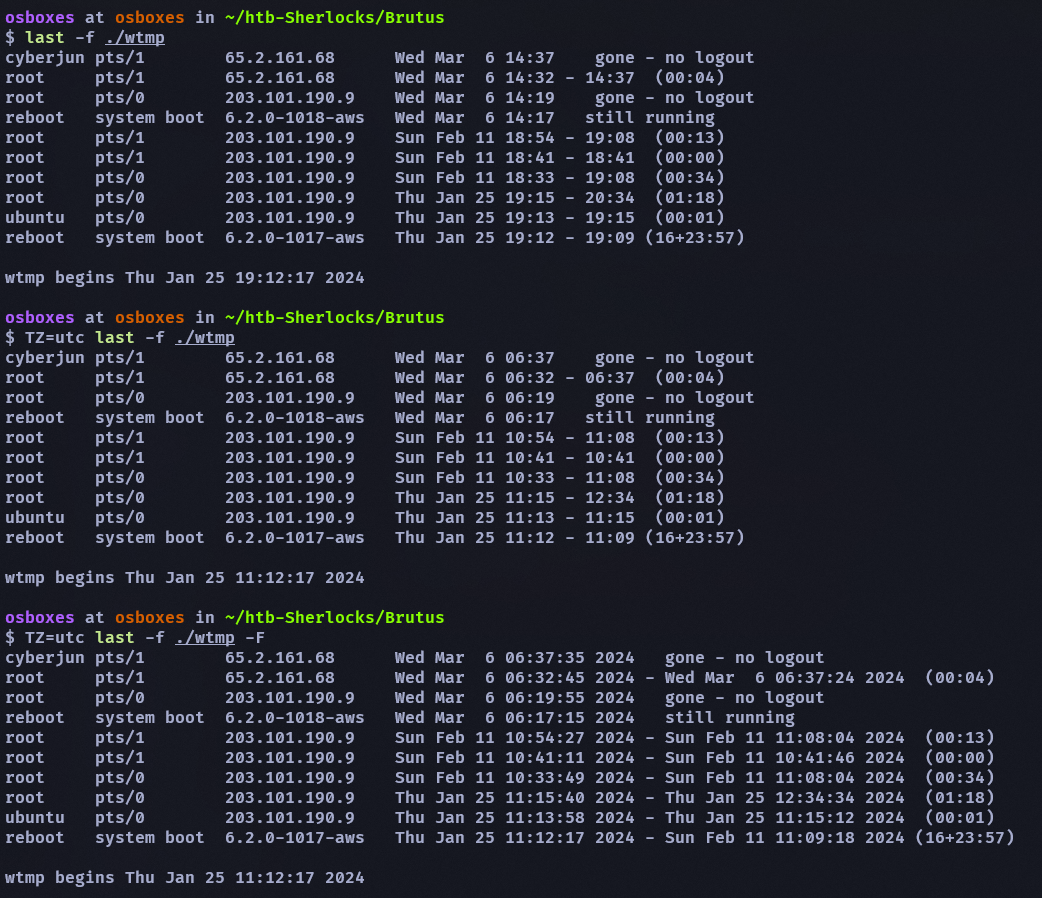 osboxes at osboxes in ~/htb-Sherlocks/Brutus
$ last -f ./wtmp
cyberjun pts/1        65.2.161.68      Wed Mar  6 14:37    gone - no logout
root     pts/1        65.2.161.68      Wed Mar  6 14:32 - 14:37  (00:04)
root     pts/0        203.101.190.9    Wed Mar  6 14:19    gone - no logout
reboot   system boot  6.2.0-1018-aws   Wed Mar  6 14:17   still running
root     pts/1        203.101.190.9    Sun Feb 11 18:54 - 19:08  (00:13)
root     pts/1        203.101.190.9    Sun Feb 11 18:41 - 18:41  (00:00)
root     pts/0        203.101.190.9    Sun Feb 11 18:33 - 19:08  (00:34)
root     pts/0        203.101.190.9    Thu Jan 25 19:15 - 20:34  (01:18)
ubuntu   pts/0        203.101.190.9    Thu Jan 25 19:13 - 19:15  (00:01)
reboot   system boot  6.2.0-1017-aws   Thu Jan 25 19:12 - 19:09 (16+23:57)

wtmp begins Thu Jan 25 19:12:17 2024

osboxes at osboxes in ~/htb-Sherlocks/Brutus
$ TZ=utc last -f ./wtmp
cyberjun pts/1        65.2.161.68      Wed Mar  6 06:37    gone - no logout
root     pts/1        65.2.161.68      Wed Mar  6 06:32 - 06:37  (00:04)
root     pts/0        203.101.190.9    Wed Mar  6 06:19    gone - no logout
reboot   system boot  6.2.0-1018-aws   Wed Mar  6 06:17   still running
root     pts/1        203.101.190.9    Sun Feb 11 10:54 - 11:08  (00:13)
root     pts/1        203.101.190.9    Sun Feb 11 10:41 - 10:41  (00:00)
root     pts/0        203.101.190.9    Sun Feb 11 10:33 - 11:08  (00:34)
root     pts/0        203.101.190.9    Thu Jan 25 11:15 - 12:34  (01:18)
ubuntu   pts/0        203.101.190.9    Thu Jan 25 11:13 - 11:15  (00:01)
reboot   system boot  6.2.0-1017-aws   Thu Jan 25 11:12 - 11:09 (16+23:57)

wtmp begins Thu Jan 25 11:12:17 2024

osboxes at osboxes in ~/htb-Sherlocks/Brutus
$ TZ=utc last -f ./wtmp -F
cyberjun pts/1        65.2.161.68      Wed Mar  6 06:37:35 2024   gone - no logout
root     pts/1        65.2.161.68      Wed Mar  6 06:32:45 2024 - Wed Mar  6 06:37:24 2024  (00:04)
root     pts/0        203.101.190.9    Wed Mar  6 06:19:55 2024   gone - no logout
reboot   system boot  6.2.0-1018-aws   Wed Mar  6 06:17:15 2024   still running
root     pts/1        203.101.190.9    Sun Feb 11 10:54:27 2024 - Sun Feb 11 11:08:04 2024  (00:13)
root     pts/1        203.101.190.9    Sun Feb 11 10:41:11 2024 - Sun Feb 11 10:41:46 2024  (00:00)
root     pts/0        203.101.190.9    Sun Feb 11 10:33:49 2024 - Sun Feb 11 11:08:04 2024  (00:34)
root     pts/0        203.101.190.9    Thu Jan 25 11:15:40 2024 - Thu Jan 25 12:34:34 2024  (01:18)
ubuntu   pts/0        203.101.190.9    Thu Jan 25 11:13:58 2024 - Thu Jan 25 11:15:12 2024  (00:01)
reboot   system boot  6.2.0-1017-aws   Thu Jan 25 11:12:17 2024 - Sun Feb 11 11:09:18 2024 (16+23:57)

wtmp begins Thu Jan 25 11:12:17 2024